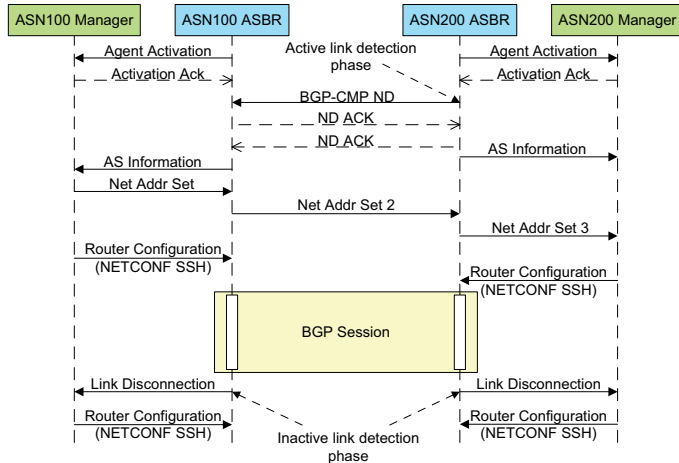 ASN100 Manager
ASN100 ASBR
ASN200 ASBR
ASN200 Manager
Agent Activation
Active link detection
phase
Agent Activation
Activation Ack
Activation Ack
BGP-CMP ND
ND ACK
ND ACK
AS Information
AS Information
Net Addr Set
Net Addr Set 2
Net Addr Set 3
Router Configuration
(NETCONF SSH)
Router Configuration
(NETCONF SSH)
BGP Session
Link Disconnection
Link Disconnection
Router Configuration
(NETCONF SSH)
Inactive link detection
phase
Router Configuration
(NETCONF SSH)